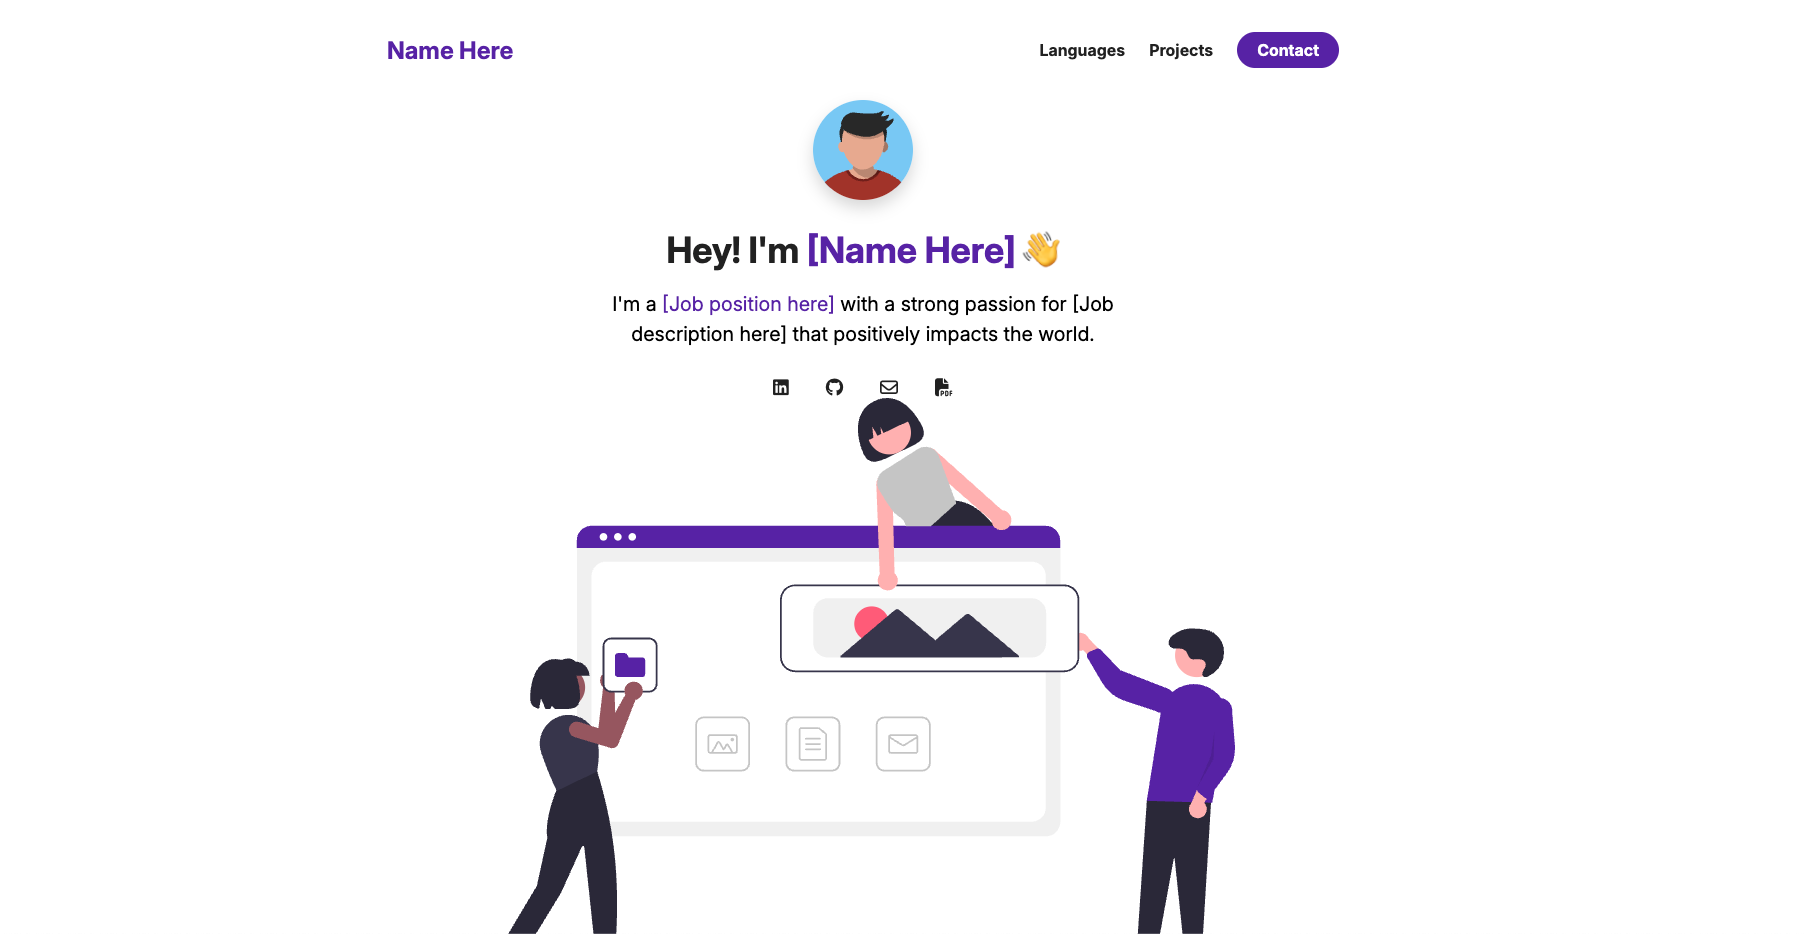 Name Here
Languages Projects Contact
Hey! I'm [Name Here] 👋
I'm a [Job position here] with a strong passion for [Job
description here] that positively impacts the world.
in
PDF